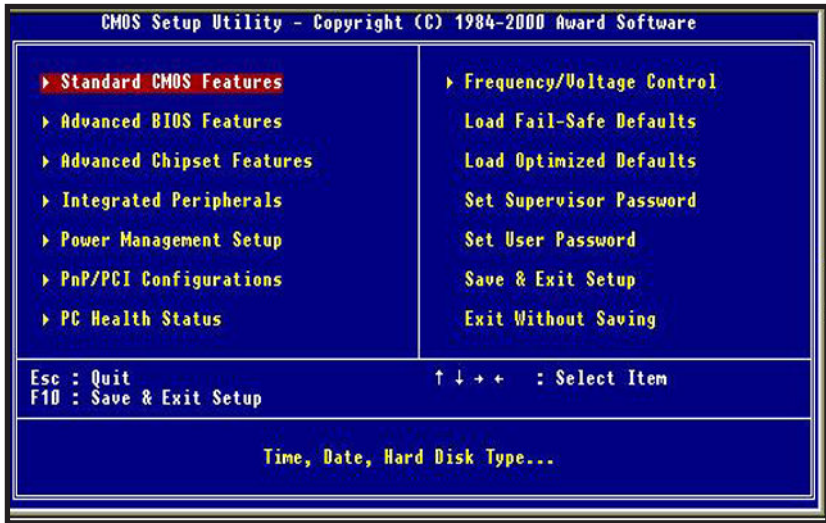 CMOS Setup Utility - Copyright (C) 1984-2000 Award Software
▸ Standard CMOS Features
▸ Advanced BIOS Features
▸ Advanced Chipset Features
▸ Integrated Peripherals
▸ Power Management Setup
▸ PnP/PCI Configurations
▸ PC Health Status
▸ Frequency/Voltage Control
Load Fail-Safe Defaults
Load Optimized Defaults
Set Supervisor Password
Set User Password
Save & Exit Setup
Exit Without Saving
Esc : Quit
F10 : Save & Exit Setup
↑ ↓ → ← : Select Item
Time, Date, Hard Disk Type...